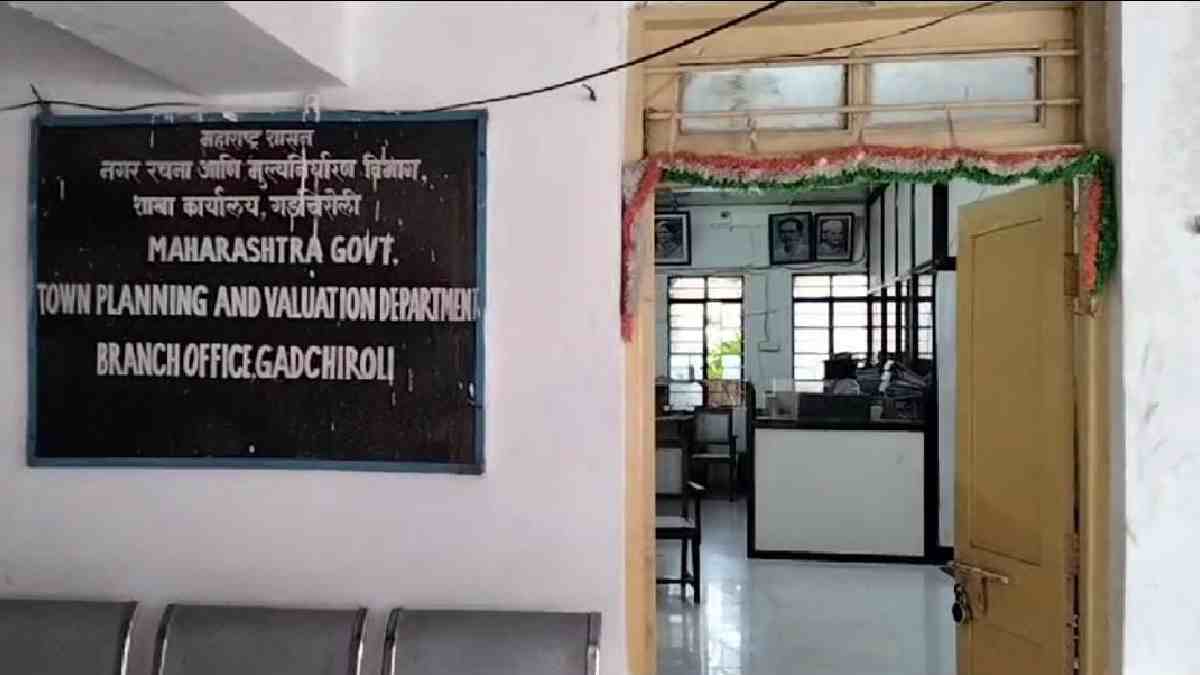 महाराष्ट्र शासन
नगर रचना आणि मुल्यनिर्धारण विभाग,
शाखा कार्यालय, गडचिरोली ।
MAHARASHTRA GOVT.
TOWN PLANNING AND VALUATION DEPARTMENT
BRANCH OFFICE, GADCHIROLI